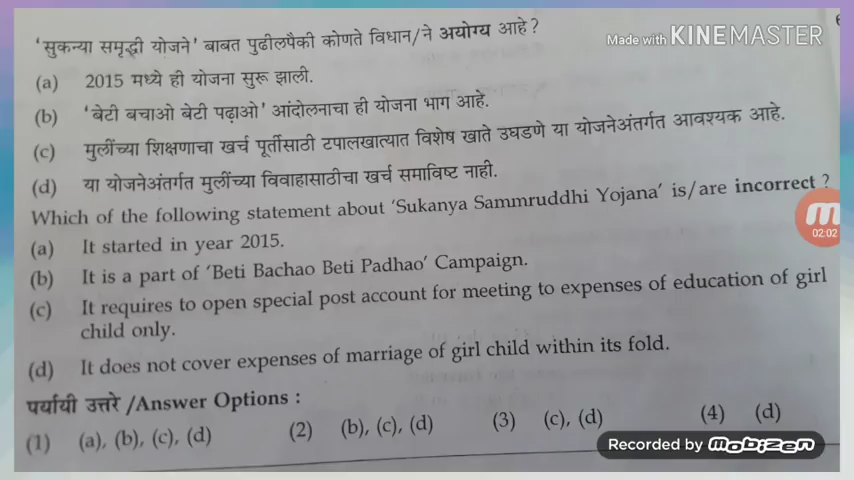 'सुकन्या समृद्धी योजने' बाबत पुढीलपैकी कोणते विधान/ने अयोग्य आहे ?
Made with KINEMASTER
(a) 2015 मध्ये ही योजना सुरू झाली.
(b) 'बेटी बचाओ बेटी पढ़ाओ' आंदोलनाचा ही योजना भाग आहे.
(c) मुलींच्या शिक्षणाचा खर्च पूर्तीसाठी टपालखात्यात विशेष खाते उघडणे या योजनेअंतर्गत आवश्यक आहे.
(d) या योजनेअंतर्गत मुलींच्या विवाहासाठीचा खर्च समाविष्ट नाही.
Which of the following statement about 'Sukanya Sammruddhi Yojana' is/are incorrect ?
(a) It started in year 2015.
02:02
(b) It is a part of 'Beti Bachao Beti Padhao' Campaign.
(c) It requires to open special post account for meeting to expenses of education of girl
child only.
(d) It does not cover expenses of marriage of girl child within its fold.
पर्यायी उत्तरे /Answer Options :
(1) (a), (b), (c), (d) (2) (b), (c), (d) (3) (c), (d) (4) (d)
Recorded by mobizen